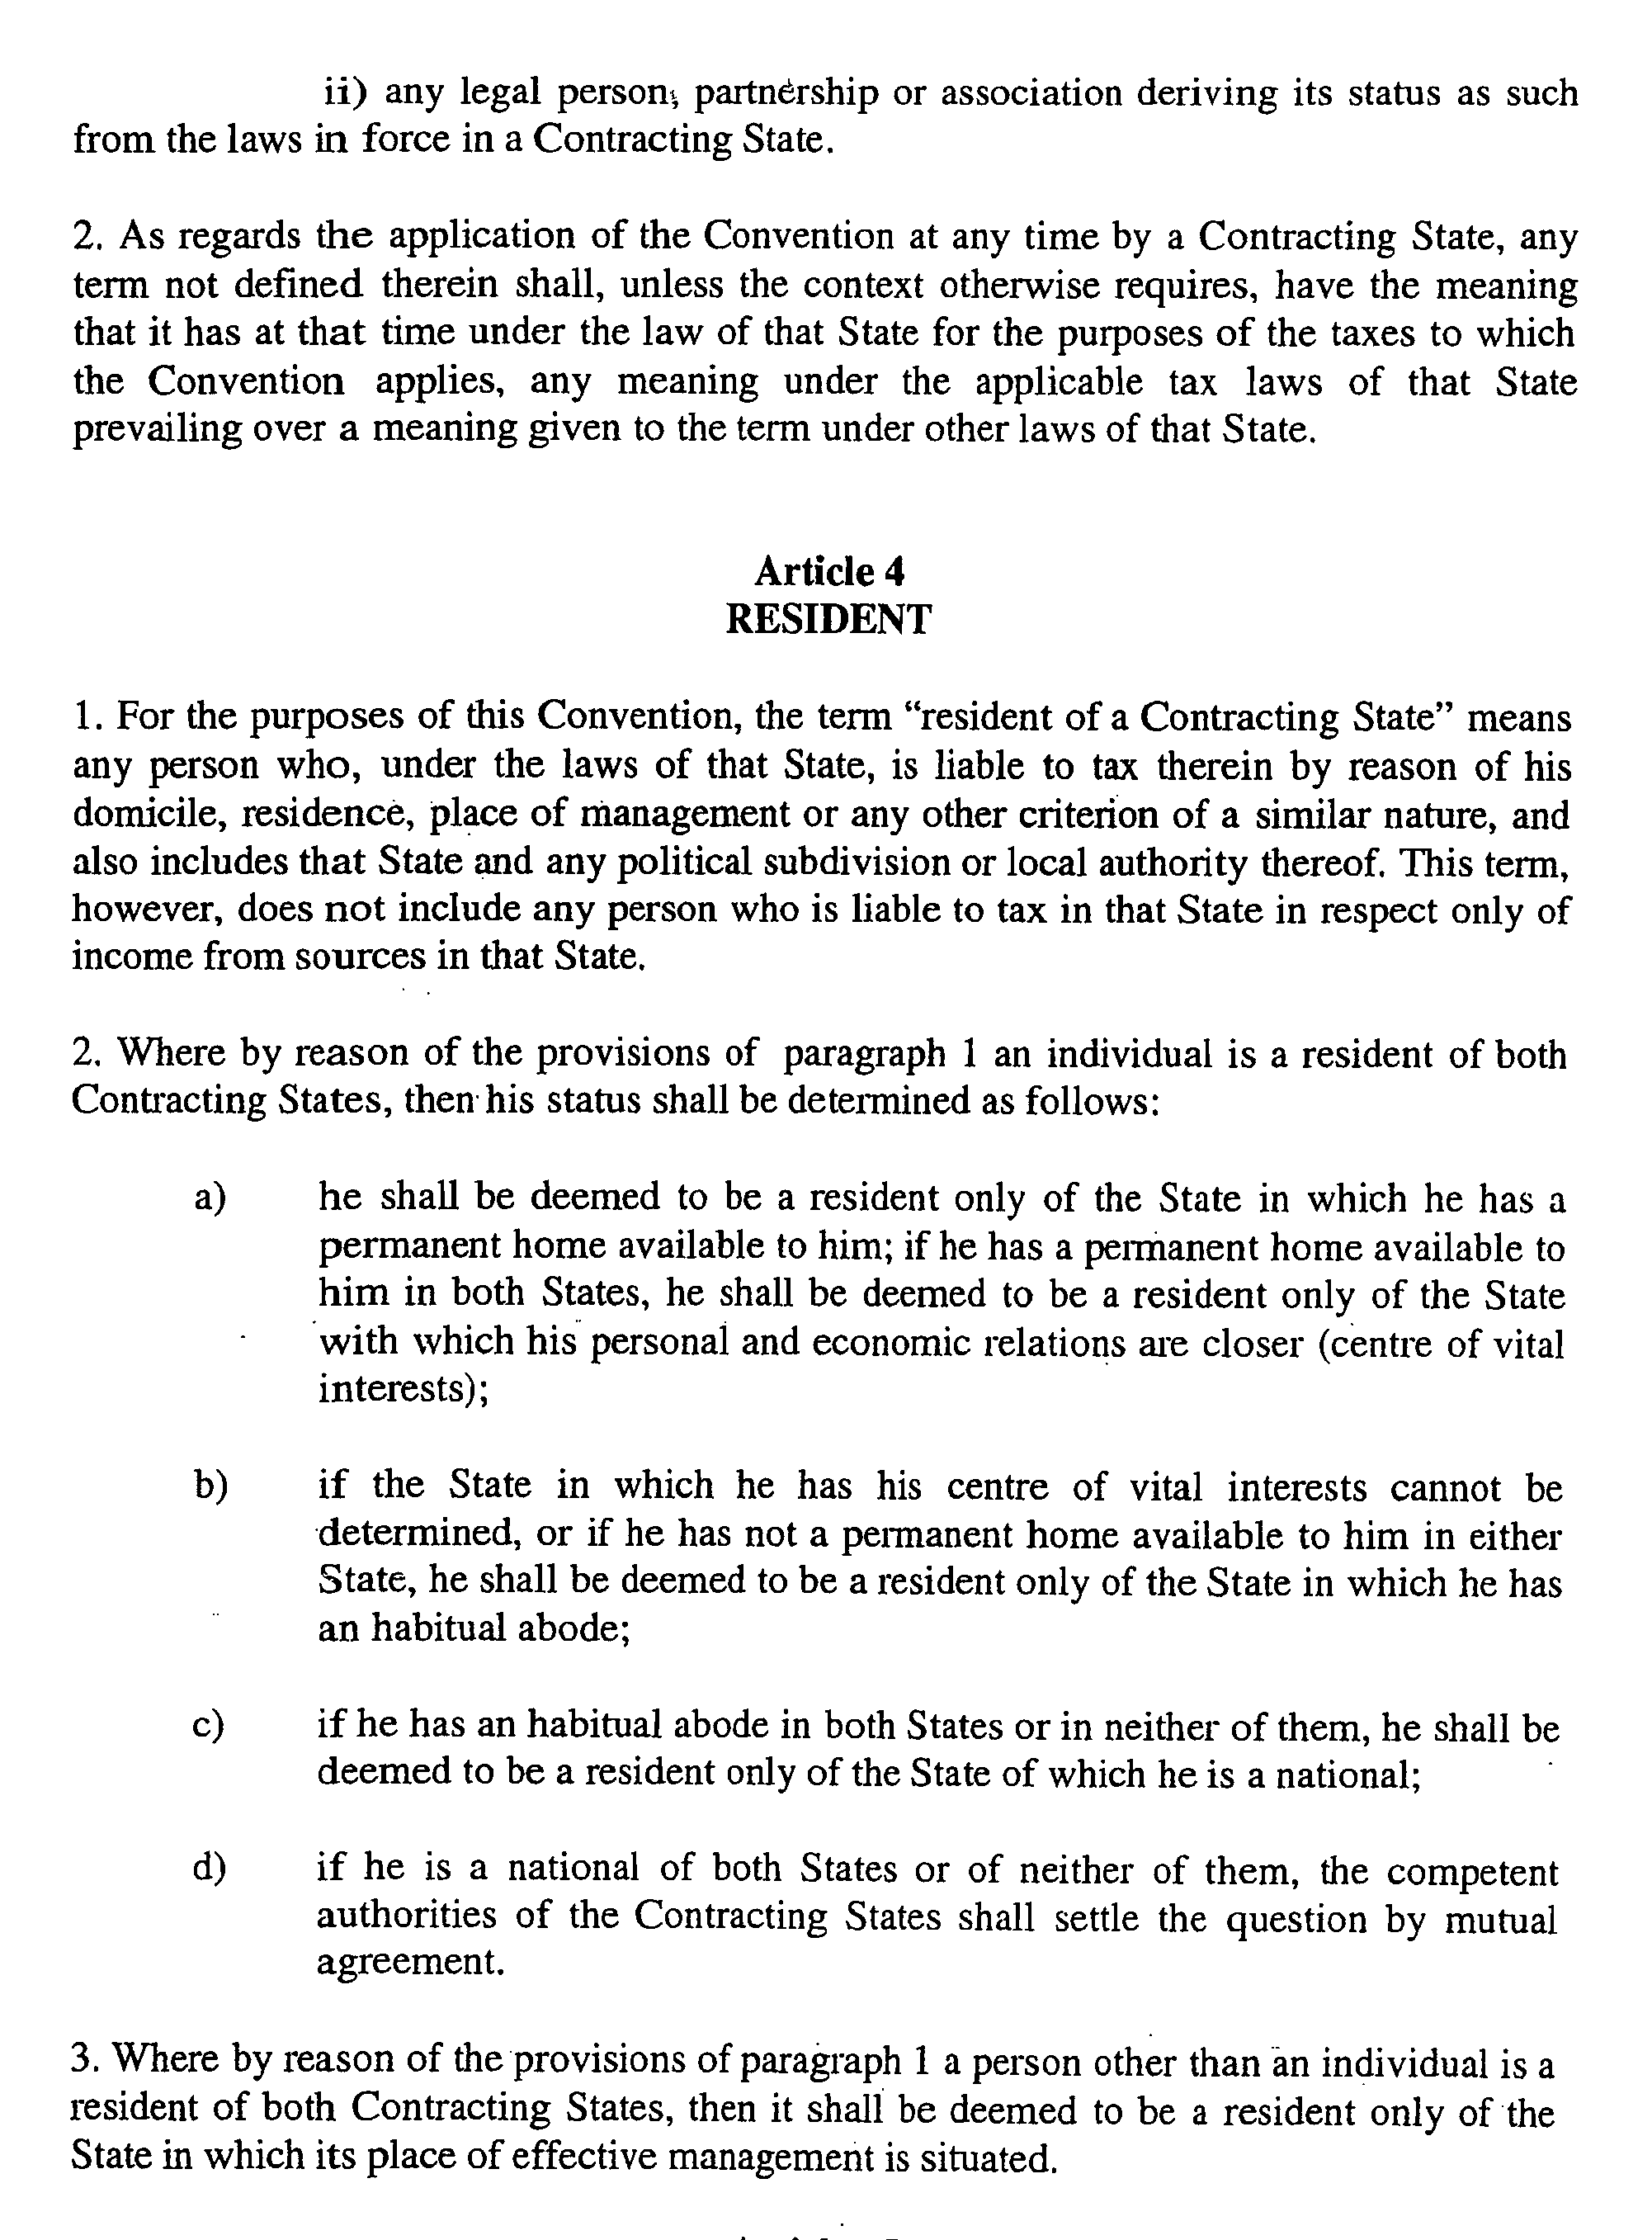 ii) any legal person, partnership or association deriving its status as such
from the laws in force in a Contracting State.
2. As regards the application of the Convention at any time by a Contracting State, any
term not defined therein shall, unless the context otherwise requires, have the meaning
that it has at that time under the law of that State for the purposes of the taxes to which
the Convention applies, any meaning under the applicable tax laws of that State
prevailing over a meaning given to the term under other laws of that State.
Article 4
RESIDENT
1. For the purposes of this Convention, the term “resident of a Contracting State” means
any person who, under the laws of that State, is liable to tax therein by reason of his
domicile, residence, place of management or any other criterion of a similar nature, and
also includes that State and any political subdivision or local authority thereof. This term,
however, does not include any person who is liable to tax in that State in respect only of
income from sources in that State.
2. Where by reason of the provisions of paragraph 1 an individual is a resident of both
Contracting States, then his status shall be determined as follows:
a) he shall be deemed to be a resident only of the State in which he has a
permanent home available to him; if he has a permanent home available to
him in both States, he shall be deemed to be a resident only of the State
with which his personal and economic relations are closer (centre of vital
interests);
b) if the State in which he has his centre of vital interests cannot be
determined, or if he has not a permanent home available to him in either
State, he shall be deemed to be a resident only of the State in which he has
an habitual abode;
c) if he has an habitual abode in both States or in neither of them, he shall be
deemed to be a resident only of the State of which he is a national;
d) if he is a national of both States or of neither of them, the competent
authorities of the Contracting States shall settle the question by mutual
agreement.
3. Where by reason of the provisions of paragraph 1 a person other than an individual is a
resident of both Contracting States, then it shall be deemed to be a resident only of the
State in which its place of effective management is situated.